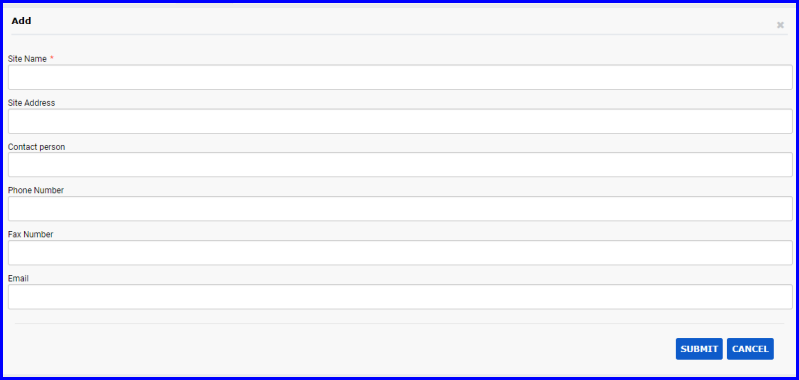 Add
Site Name *
Site Address
Contact person
Phone Number
Fax Number
Email
SUBMIT CANCEL